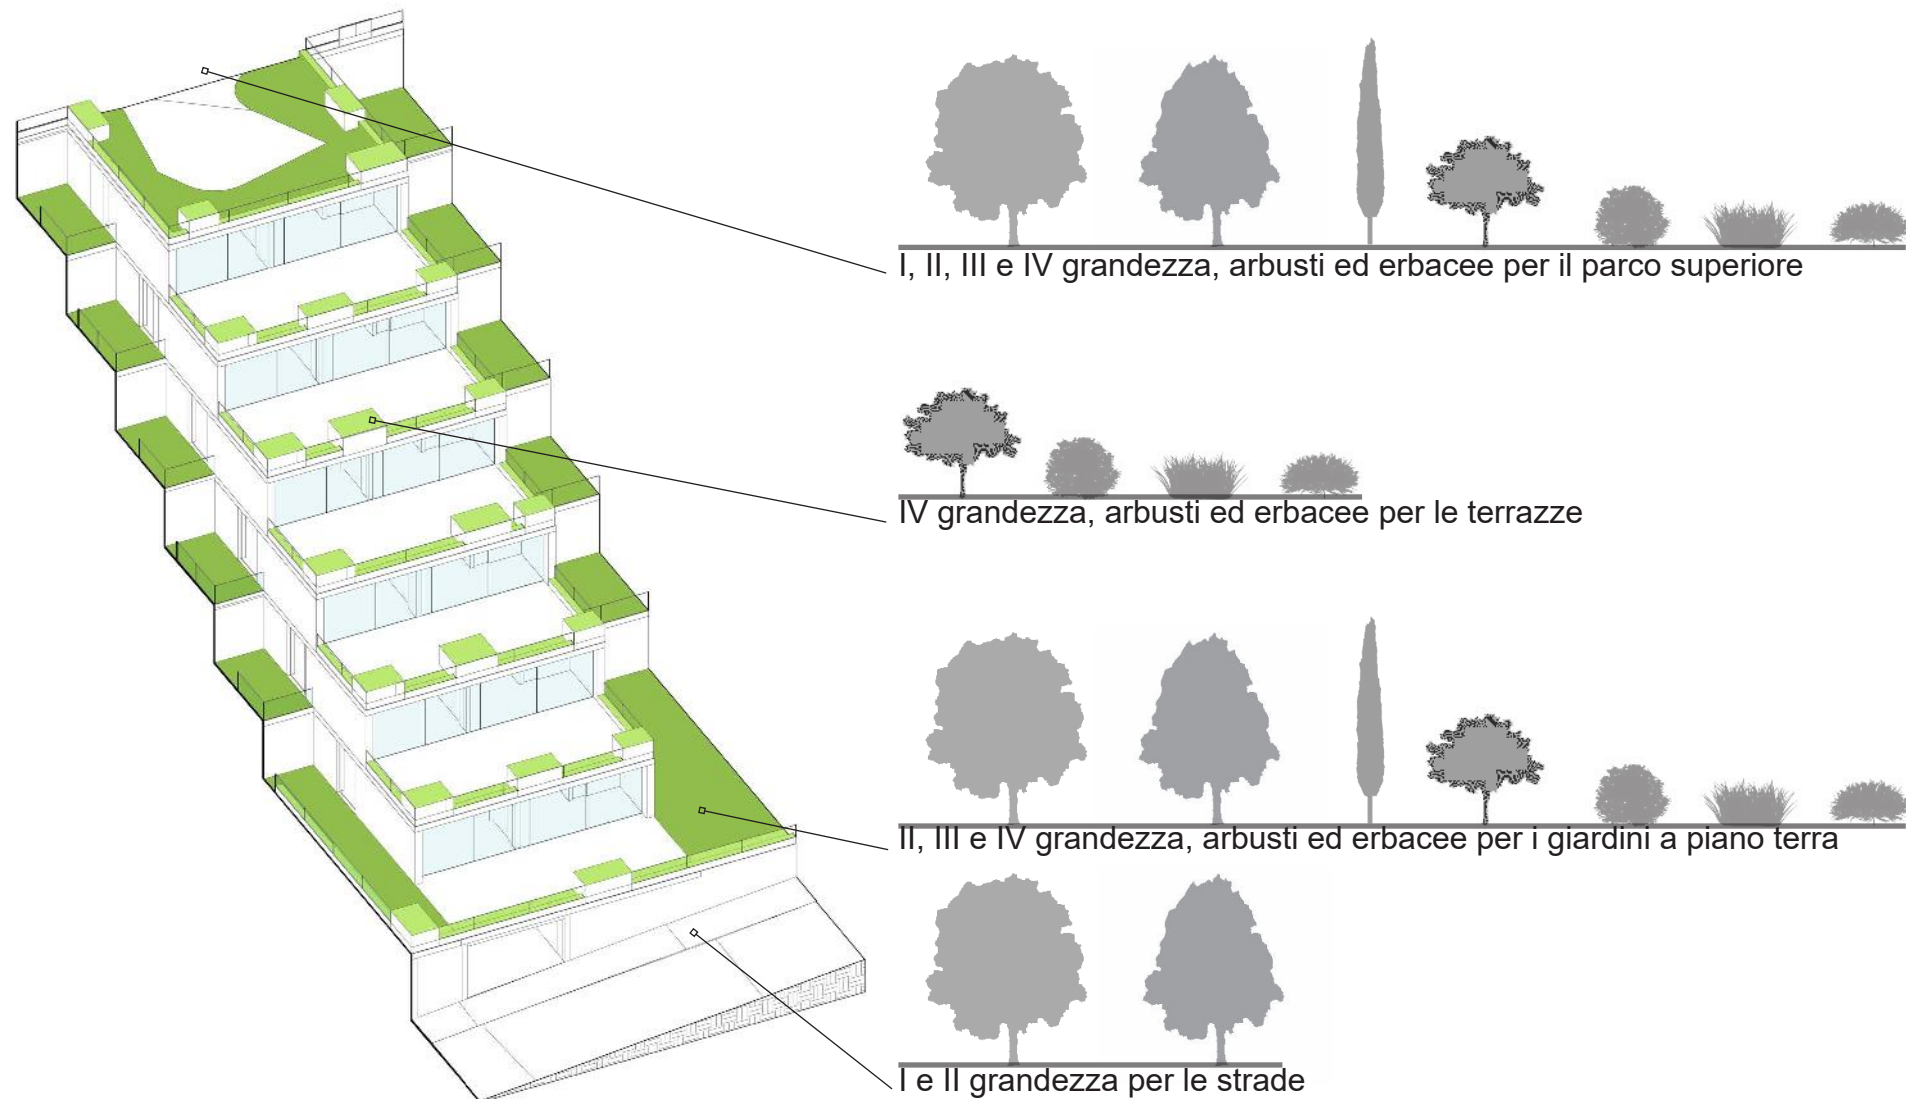 I, II, III e IV grandezza, arbusti ed erbacee per il parco superiore
IV grandezza, arbusti ed erbacee per le terrazze
II, III e IV grandezza, arbusti ed erbacee per i giardini a piano terra
I e II grandezza per le strade